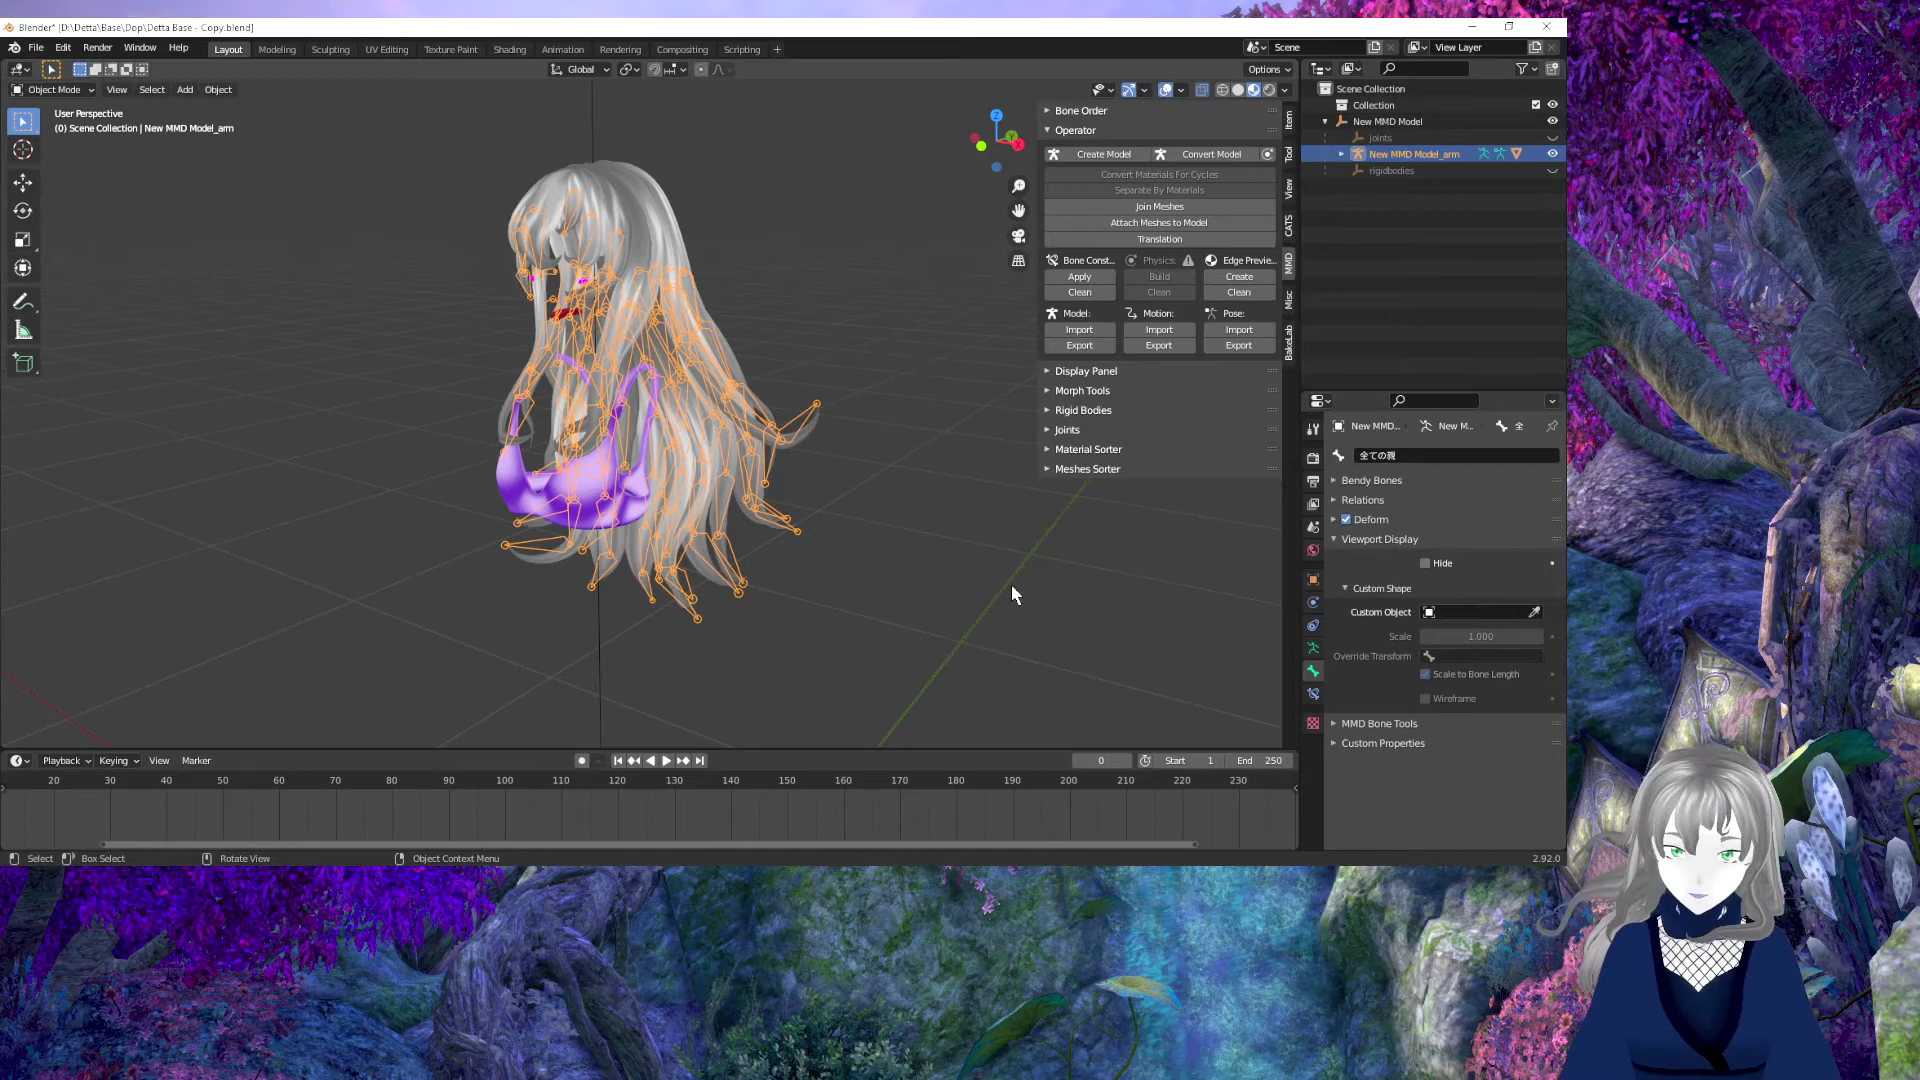 Blender* [D:\Detta\Base\Dop\Detta Base - Copy.blend]
File Edit Render Window Help Layout Modeling Sculpting UV Editing Texture Paint Shading Animation Rendering Compositing Scripting + Scene View Layer
Global Options
Object Mode View Select Add Object
User Perspective
(0) Scene Collection | New MMD Model_arm
Z
Y
X
Bone Order
Operator
Create Model Convert Model
Convert Materials For Cycles
Separate By Materials
Join Meshes
Attach Meshes to Model
Translation
Bone Const... Physics: Edge Previe...
Apply Build Create
Clean Clean Clean
Model: Motion: Pose:
Import Import Import
Export Export Export
Display Panel
Morph Tools
Rigid Bodies
Joints
Material Sorter
Meshes Sorter
Item
Tool
View
CATS
MMD
Misc
BakeLab
Scene Collection
Collection
New MMD Model
joints
New MMD Model_arm
rigidbodies
New MMD... New M... 全
全ての親
Bendy Bones
Relations
Deform
Viewport Display
Hide
Custom Shape
Custom Object
Scale 1.000
Override Transform
Scale to Bone Length
Wireframe
MMD Bone Tools
Custom Properties
Playback Keying View Marker 0 Start 1 End 250
20 30 40 50 60 70 80 90 100 110 120 130 140 150 160 170 180 190 200 210 220 230
Select Box Select Rotate View Object Context Menu 2.92.0